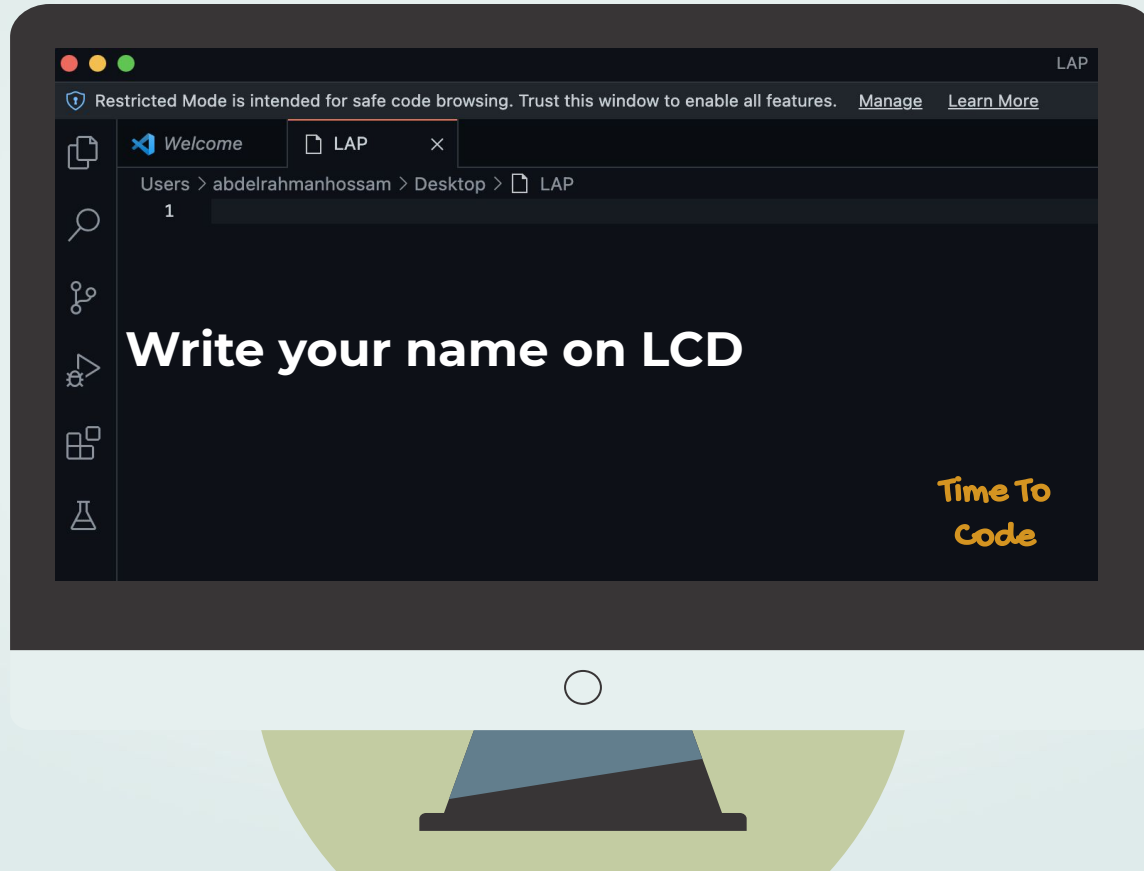 LAP
Restricted Mode is intended for safe code browsing. Trust this window to enable all features. Manage Learn More
Welcome LAP
Users > abdelrahmanhossam > Desktop > LAP
1
Write your name on LCD
Time To
Code